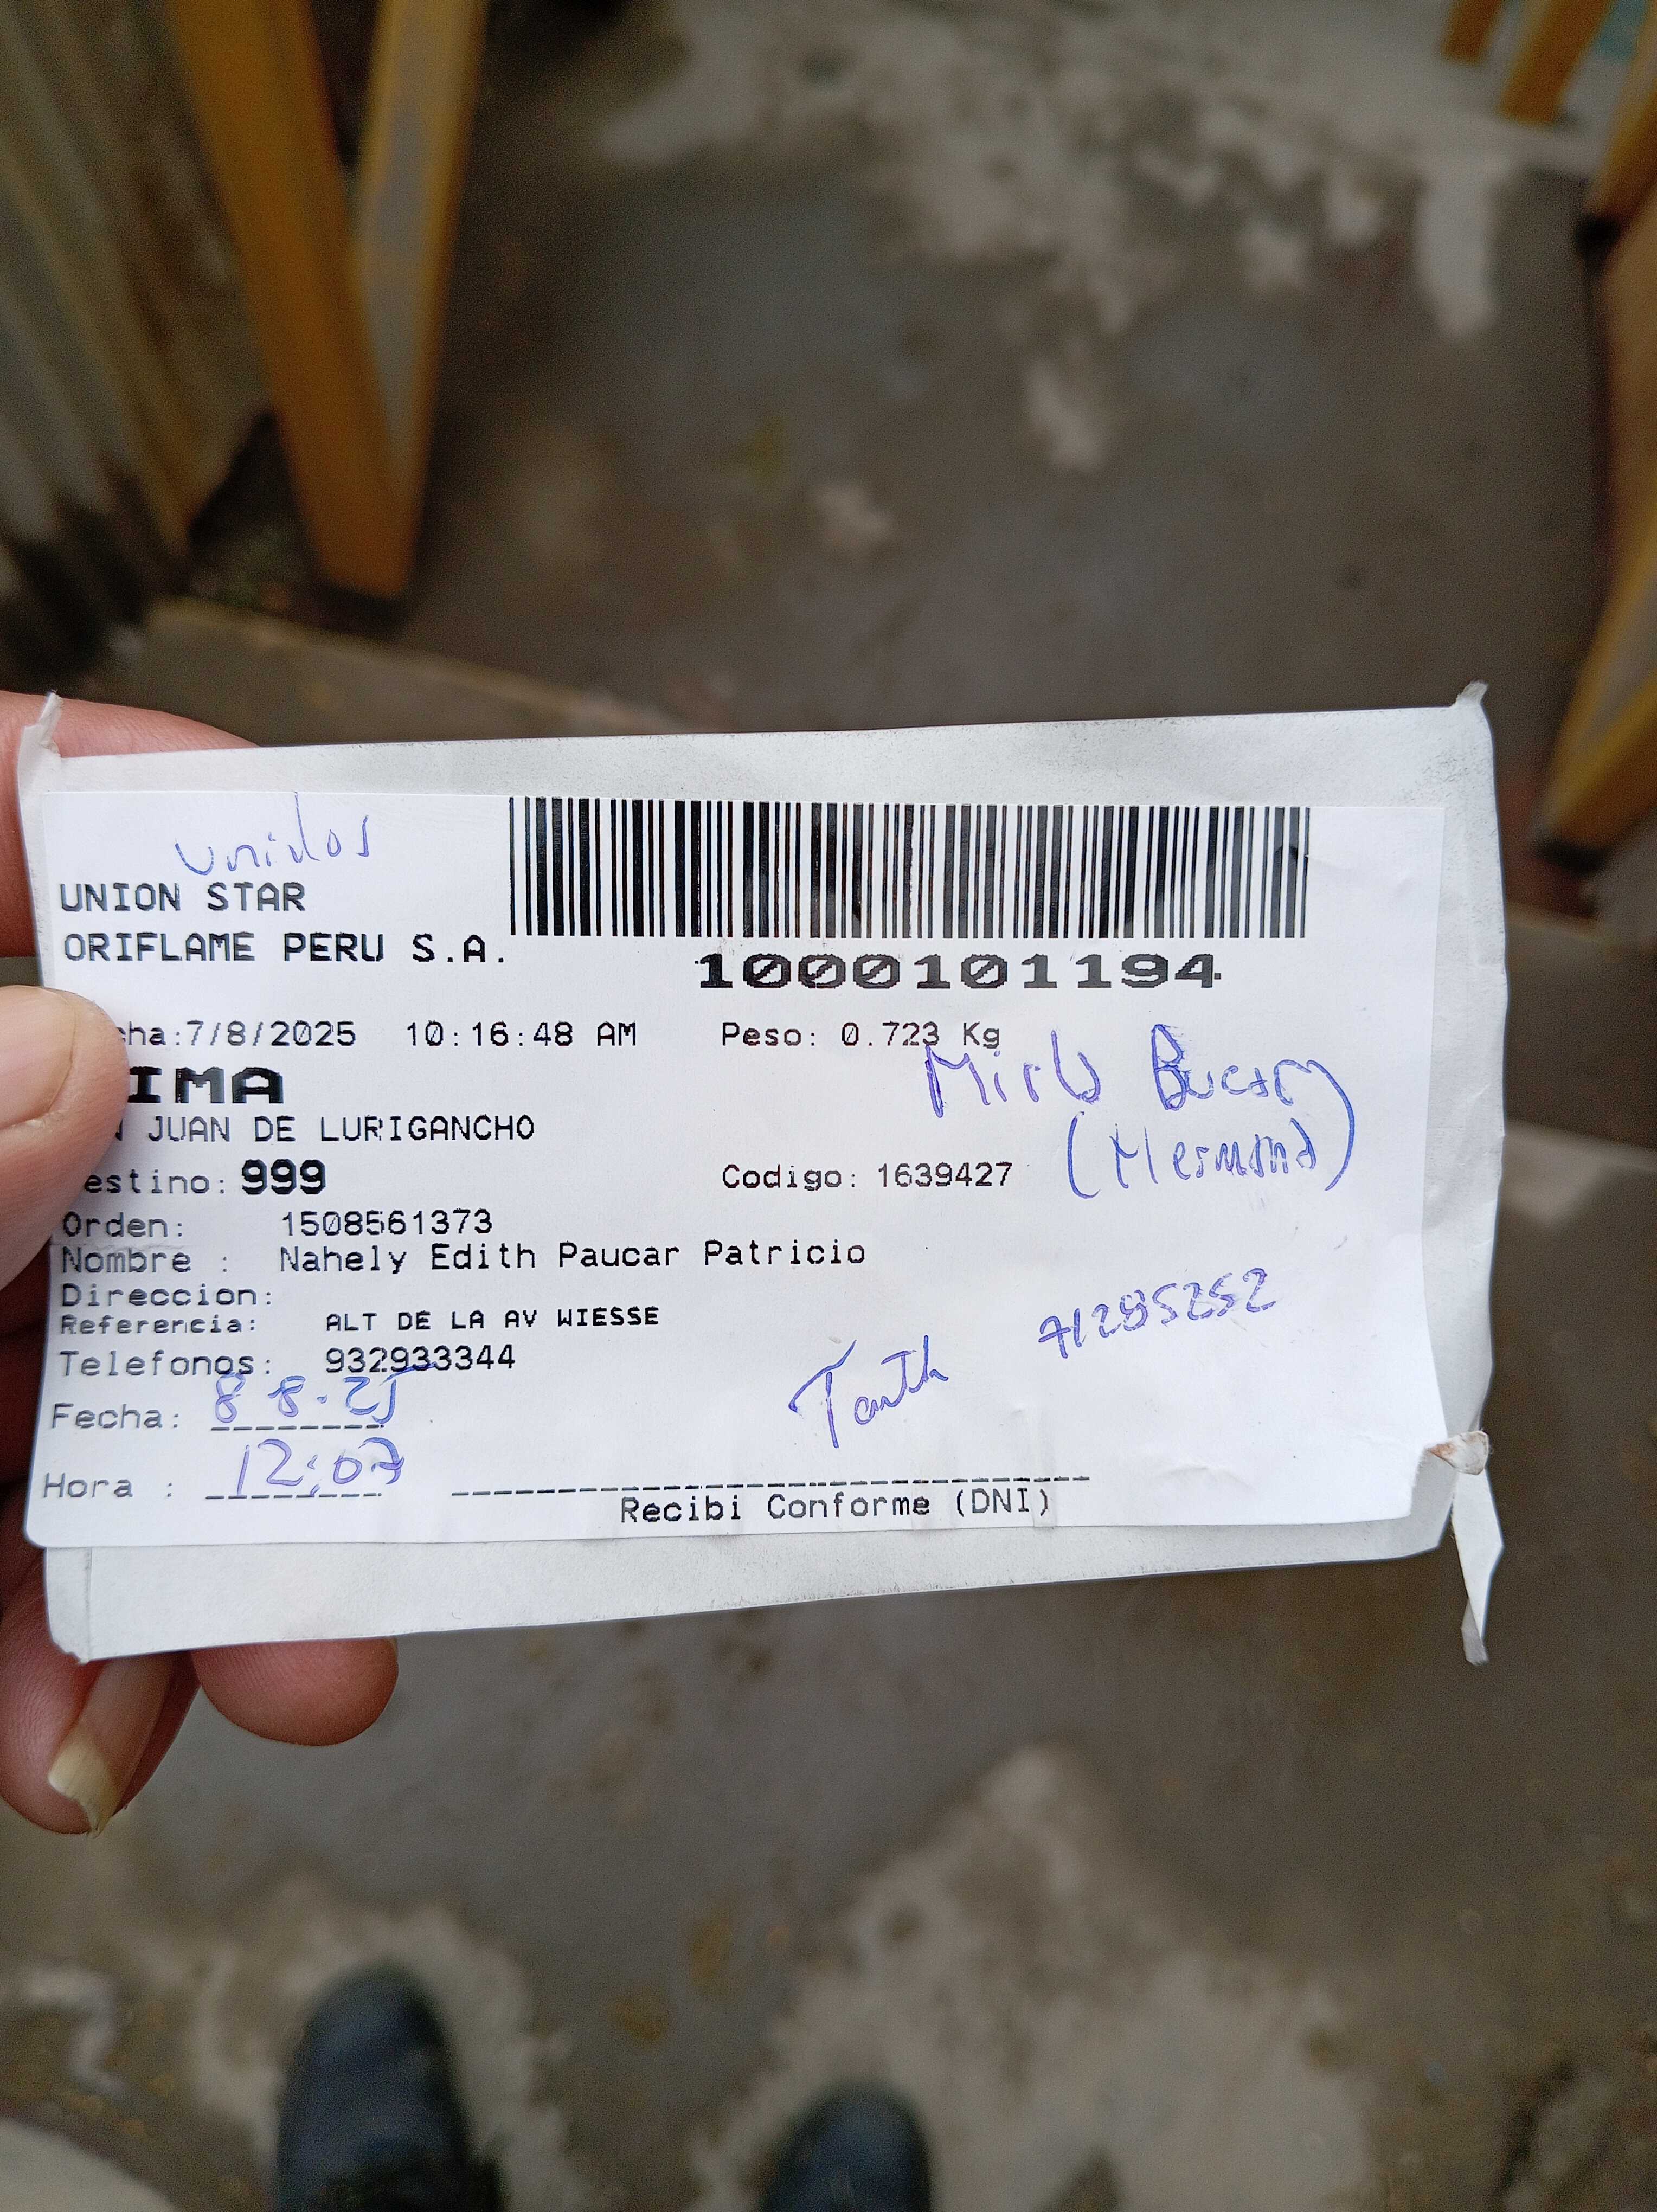 unidos
UNION STAR
ORIFLAME PERU S.A.
1000101194
cha:7/8/2025 10:16:48 AM Peso: 0.723 Kg
IMA
JUAN DE LURIGANCHO
(Hermana)
estino: 999 Codigo: 1639427
Orden: 1508561373
Nombre : Nahely Edith Paucar Patricio
Direccion:
Referencia: ALT DE LA AV WIESSE
Telefonos: 932933344
Fecha: 8 8.25
Hora : 12:07
Recibi Conforme (DNI)